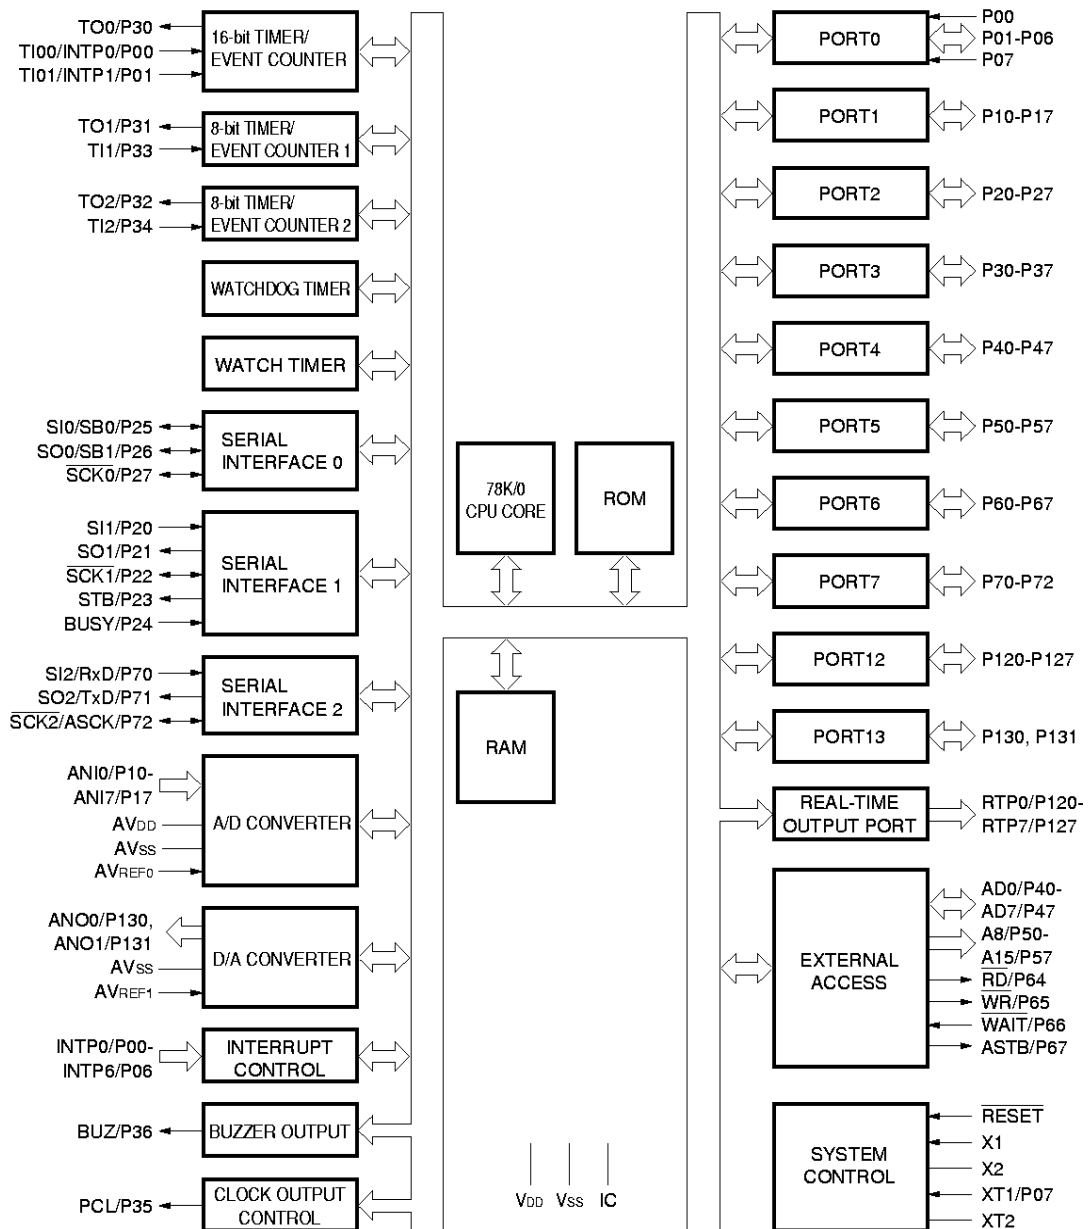 TO0/P30
TI00/INTP0/P00
TI01/INTP1/P01
16-bit TIMER/
EVENT COUNTER
TO1/P31
TI1/P33
8-bit TIMER/
EVENT COUNTER 1
TO2/P32
TI2/P34
8-bit TIMER/
EVENT COUNTER 2
WATCHDOG TIMER
WATCH TIMER
SI0/SB0/P25
SO0/SB1/P26
SCK0/P27
SERIAL
INTERFACE 0
SI1/P20
SO1/P21
SCK1/P22
STB/P23
BUSY/P24
SERIAL
INTERFACE 1
SI2/RxD/P70
SO2/TxD/P71
SCK2/ASCK/P72
SERIAL
INTERFACE 2
ANI0/P10-
ANI7/P17
AVDD
AVSS
AVREF0
A/D CONVERTER
ANO0/P130,
ANO1/P131
AVSS
AVREF1
D/A CONVERTER
INTP0/P00-
INTP6/P06
INTERRUPT
CONTROL
BUZ/P36
BUZZER OUTPUT
PCL/P35
CLOCK OUTPUT
CONTROL
78K/0
CPU CORE
ROM
RAM
VDD
VSS
IC
PORT0
P00
P01-P06
P07
PORT1
P10-P17
PORT2
P20-P27
PORT3
P30-P37
PORT4
P40-P47
PORT5
P50-P57
PORT6
P60-P67
PORT7
P70-P72
PORT12
P120-P127
PORT13
P130, P131
REAL-TIME
OUTPUT PORT
RTP0/P120-
RTP7/P127
EXTERNAL
ACCESS
AD0/P40-
AD7/P47
A8/P50-
A15/P57
RD/P64
WR/P65
WAIT/P66
ASTB/P67
SYSTEM
CONTROL
RESET
X1
X2
XT1/P07
XT2